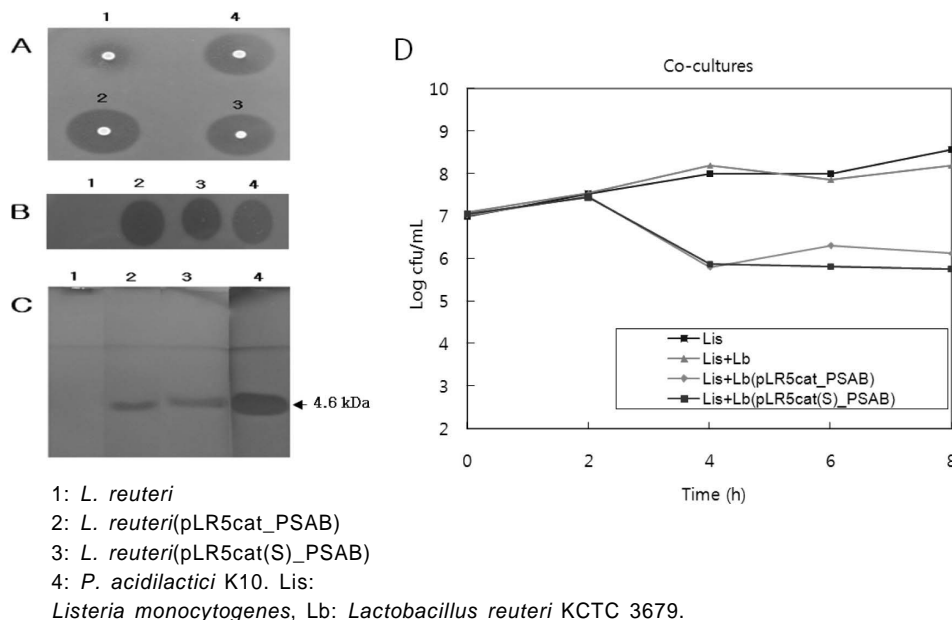 A
1 4
2 3
B
1 2 3 4
C
1 2 3 4
4.6 kDa
D
Co-cultures
10
9
8
7
6
5
4
3
2
Log cfu/mL
0 2 4 6 8
Time (h)
Lis
Lis+Lb
Lis+Lb(pLR5cat_PSAB)
Lis+Lb(pLR5cat(S)_PSAB)
1: L. reuteri
2: L. reuteri(pLR5cat_PSAB)
3: L. reuteri(pLR5cat(S)_PSAB)
4: P. acidilactici K10. Lis:
Listeria monocytogenes, Lb: Lactobacillus reuteri KCTC 3679.